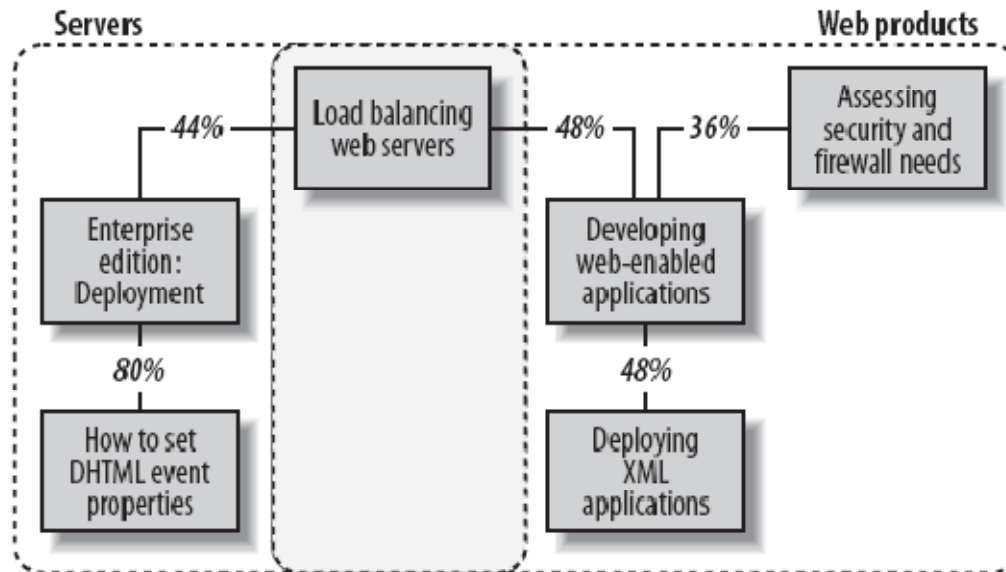 Servers
Web products
44%
Load balancing
web servers
48%
36%
Assessing
security and
firewall needs
Enterprise
edition:
Deployment
Developing
web-enabled
applications
80%
48%
How to set
DHTML event
properties
Deploying
XML
applications